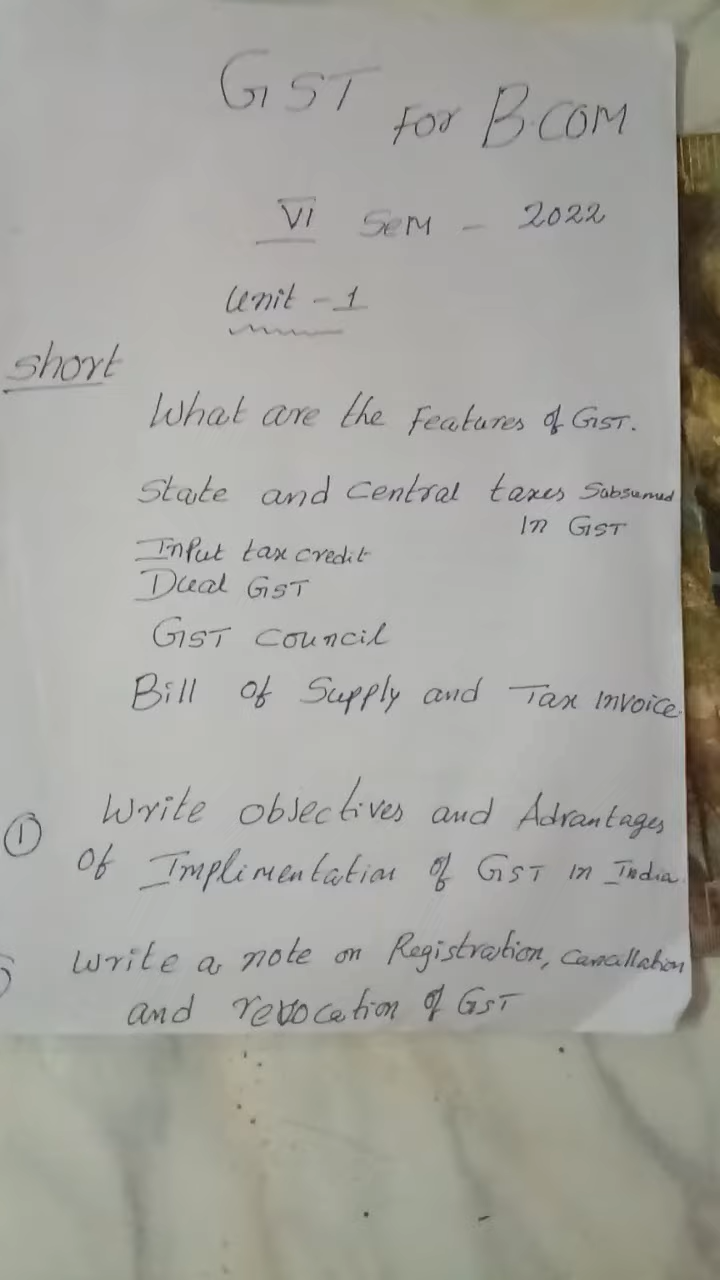 GST For B.COM
VI SeM - 2022
Unit - 1
Short
What are the Features of GST.
State and Central taxes Subsumed
In GST
Input tax credit
Dual GST
GST Council
Bill of Supply and Tax Invoice.
① Write objectives and Advantages
Of Implimentation of GST in India.
Write a note on Registration, Cancallation
and revocation of GST